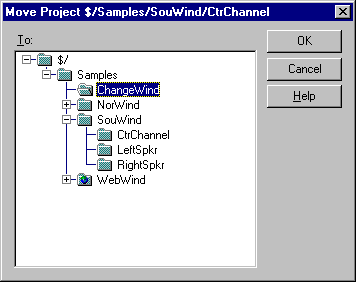 Move Project $/Samples/SouWind/CtrChannel
To:
OK
$/
Samples
Cancel
ChangeWind
NorWind
Help
SouWind
CtrChannel
LeftSpkr
RightSpkr
WebWind